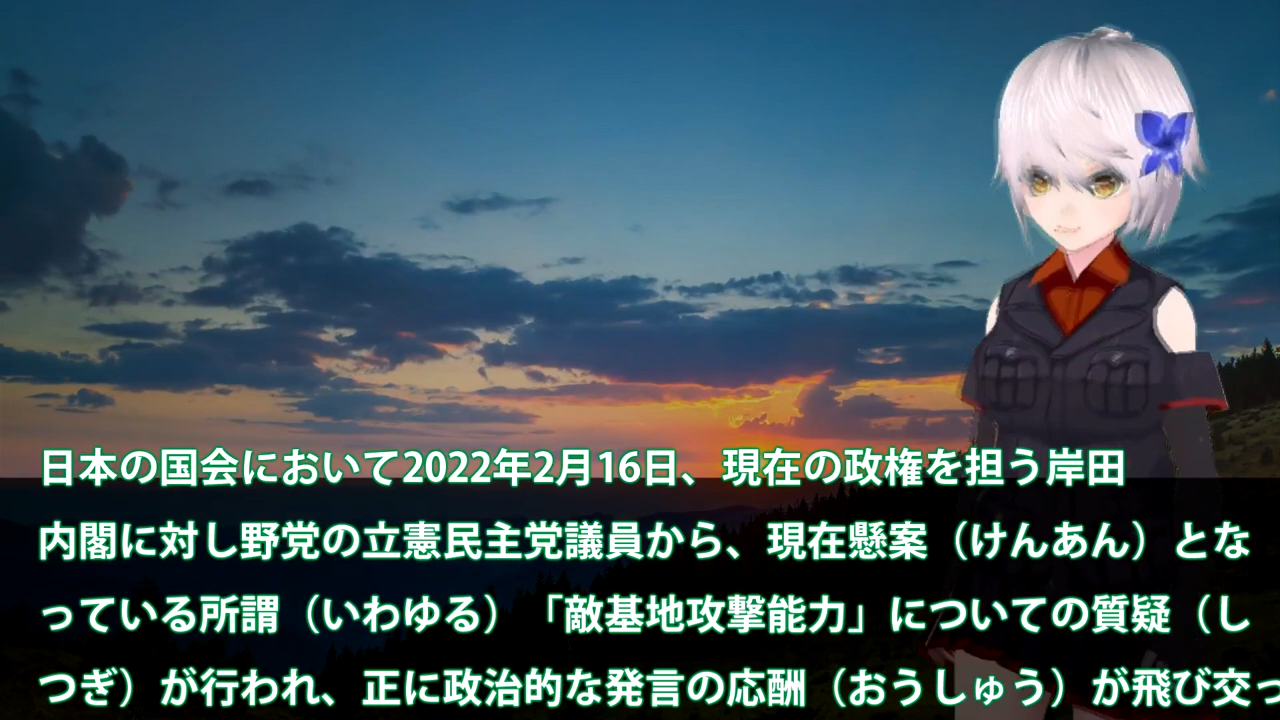 日本の国会において2022年2月16日、現在の政権を担う岸田
内閣に対し野党の立憲民主党議員から、現在懸案（けんあん）とな
っている所謂（いわゆる）「敵基地攻撃能力」についての質疑（し
つぎ）が行われ、正に政治的な発言の応酬（おうしゅう）が飛び交っ